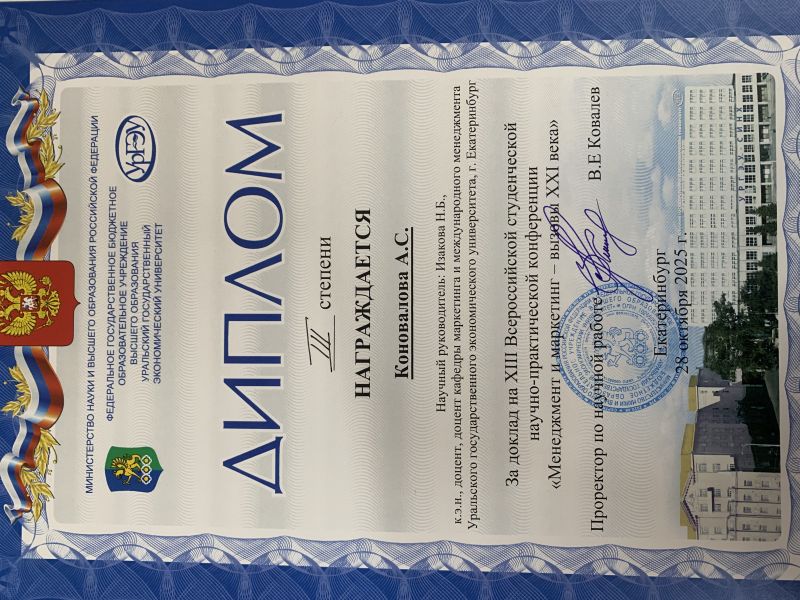 МИНИСТЕРСТВО НАУКИ И ВЫСШЕГО ОБРАЗОВАНИЯ РОССИЙСКОЙ ФЕДЕРАЦИИ
ФЕДЕРАЛЬНОЕ ГОСУДАРСТВЕННОЕ БЮДЖЕТНОЕ
ОБРАЗОВАТЕЛЬНОЕ УЧРЕЖДЕНИЕ
ВЫСШЕГО ОБРАЗОВАНИЯ
УРАЛЬСКИЙ ГОСУДАРСТВЕННЫЙ
ЭКОНОМИЧЕСКИЙ УНИВЕРСИТЕТ
УрГЭУ
ДИПЛОМ
III степени
НАГРАЖДАЕТСЯ
Коновалова А.С.
Научный руководитель: Изакова Н.Б.,
к.э.н., доцент, доцент кафедры маркетинга и международного менеджмента
Уральского государственного экономического университета, г. Екатеринбург
За доклад на XIII Всероссийской студенческой
научно-практической конференции
«Менеджмент и маркетинг – вызовы XXI века»
Проректор по научной работе В.Е Ковалев
Екатеринбург
28 октября 2025 г.
УРГЭУ-СИНХ